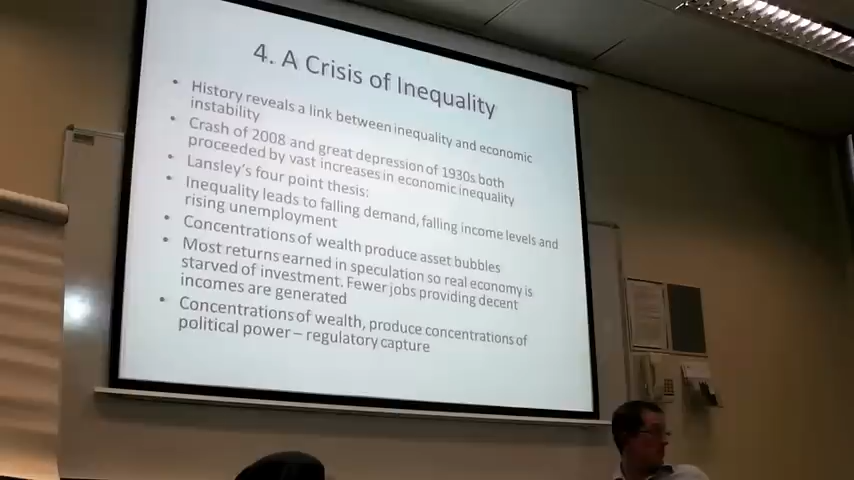 4. A Crisis of Inequality
• History reveals a link between inequality and economic
instability
• Crash of 2008 and great depression of 1930s both
proceeded by vast increases in economic inequality
• Lansley's four point thesis:
• Inequality leads to falling demand, falling income levels and
rising unemployment
• Concentrations of wealth produce asset bubbles
• Most returns earned in speculation so real economy is
starved of investment. Fewer jobs providing decent
incomes are generated
• Concentrations of wealth, produce concentrations of
political power – regulatory capture